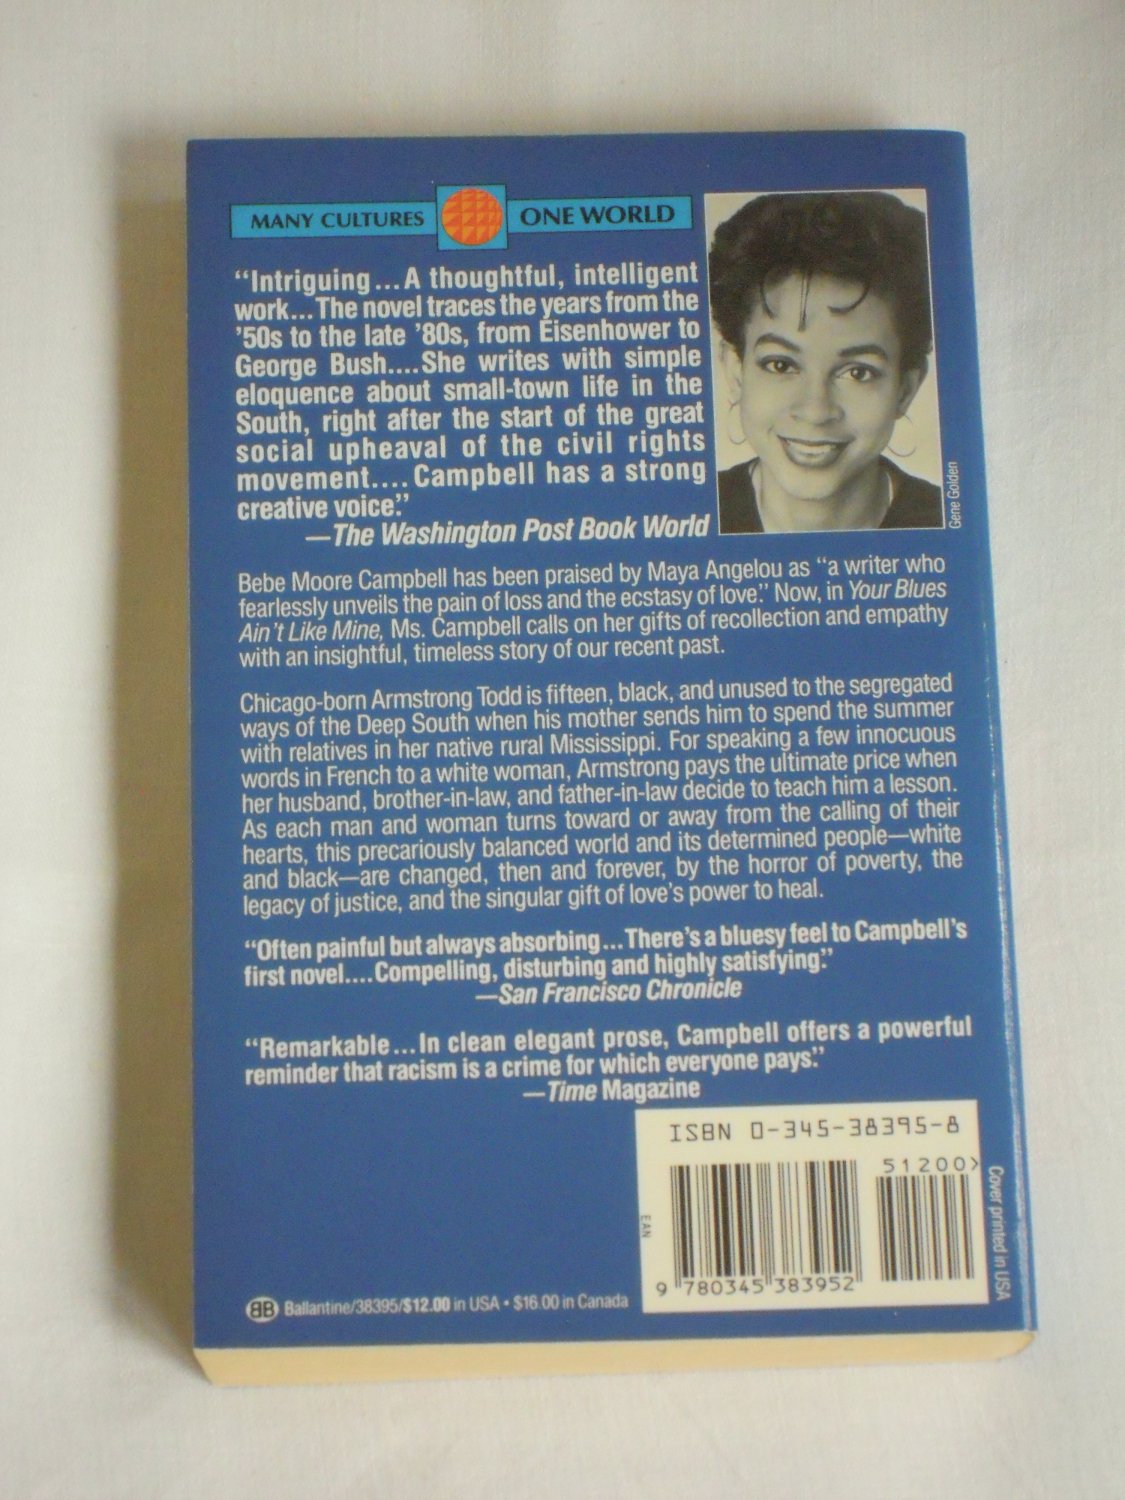 MANY CULTURES ONE WORLD
“Intriguing...A thoughtful, intelligent
work...The novel traces the years from the
’50s to the late ’80s, from Eisenhower to
George Bush....She writes with simple
eloquence about small-town life in the
South, right after the start of the great
social upheaval of the civil rights
movement....Campbell has a strong
creative voice.”
—The Washington Post Book World
Gene Golden
Bebe Moore Campbell has been praised by Maya Angelou as “a writer who
fearlessly unveils the pain of loss and the ecstasy of love.” Now, in Your Blues
Ain’t Like Mine, Ms. Campbell calls on her gifts of recollection and empathy
with an insightful, timeless story of our recent past.
Chicago-born Armstrong Todd is fifteen, black, and unused to the segregated
ways of the Deep South when his mother sends him to spend the summer
with relatives in her native rural Mississippi. For speaking a few innocuous
words in French to a white woman, Armstrong pays the ultimate price when
her husband, brother-in-law, and father-in-law decide to teach him a lesson.
As each man and woman turns toward or away from the calling of their
hearts, this precariously balanced world and its determined people—white
and black—are changed, then and forever, by the horror of poverty, the
legacy of justice, and the singular gift of love’s power to heal.
“Often painful but always absorbing...There’s a bluesy feel to Campbell’s
first novel....Compelling, disturbing and highly satisfying.”
—San Francisco Chronicle
“Remarkable...In clean elegant prose, Campbell offers a powerful
reminder that racism is a crime for which everyone pays.”
—Time Magazine
ISBN 0-345-38395-8
51200>
EAN
9 780345 383952
Cover printed in USA
BB Ballantine/38395/$12.00 in USA • $16.00 in Canada